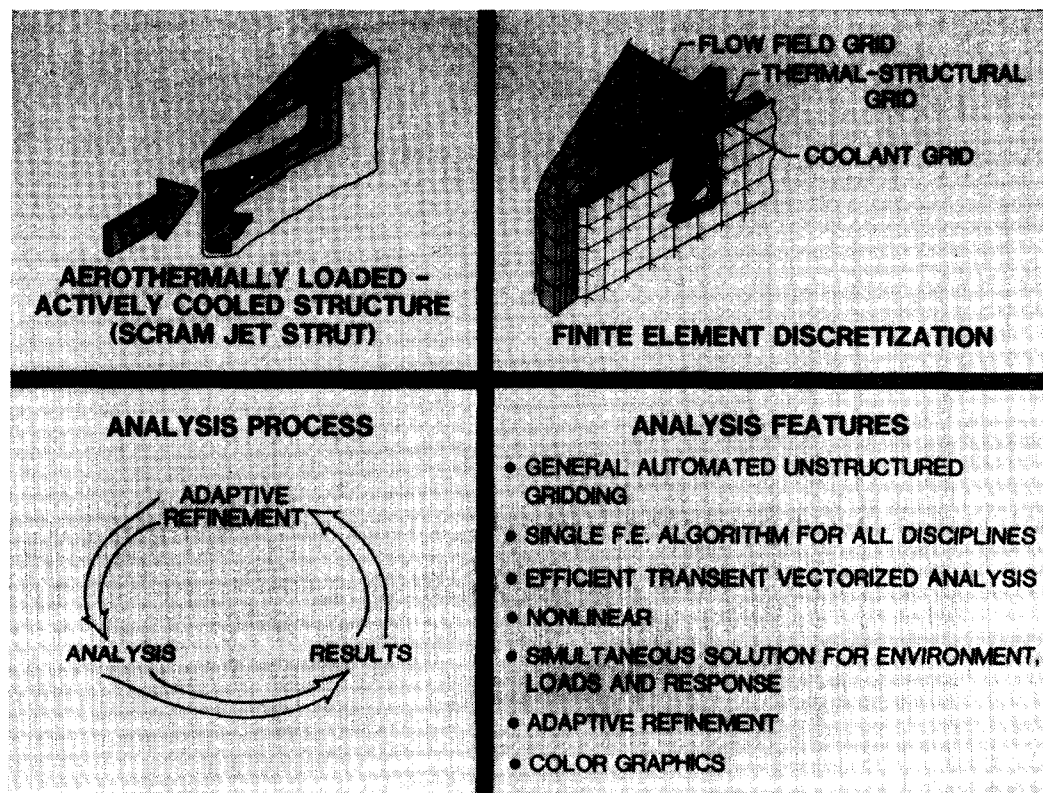 AEROTHERMALLY LOADED -
ACTIVELY COOLED STRUCTURE
(SCRAM JET STRUT)
FLOW FIELD GRID
THERMAL-STRUCTURAL
GRID
COOLANT GRID
FINITE ELEMENT DISCRETIZATION
ANALYSIS PROCESS
ADAPTIVE
REFINEMENT
ANALYSIS
RESULTS
ANALYSIS FEATURES
• GENERAL AUTOMATED UNSTRUCTURED
GRIDDING
• SINGLE F.E. ALGORITHM FOR ALL DISCIPLINES
• EFFICIENT TRANSIENT VECTORIZED ANALYSIS
• NONLINEAR
• SIMULTANEOUS SOLUTION FOR ENVIRONMENT,
LOADS AND RESPONSE
• ADAPTIVE REFINEMENT
• COLOR GRAPHICS